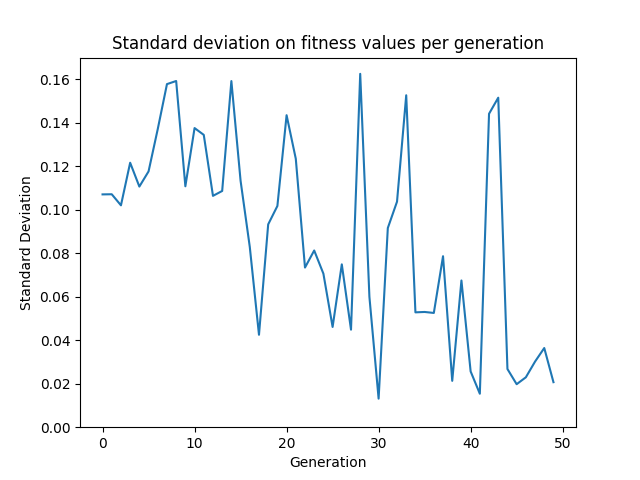 Standard deviation on fitness values per generation
0.16
0.14
0.12
0.10
0.08
0.06
0.04
0.02
0.00
Standard Deviation
0 10 20 30 40 50
Generation